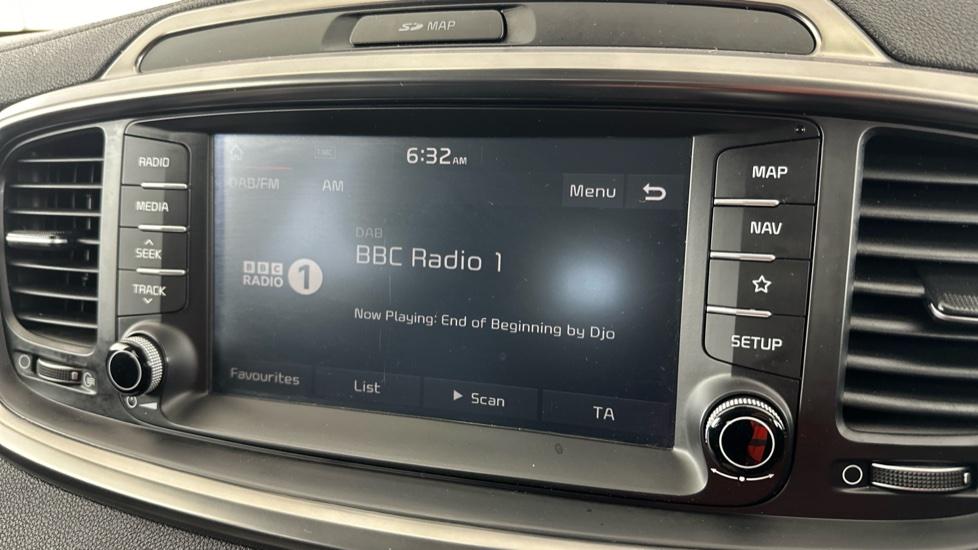 SD MAP
RADIO
MEDIA
SEEK
TRACK
6:32AM
DAB/FM AM
Menu
DAB
BBC Radio 1
BBC
RADIO 1
Now Playing: End of Beginning by Djo
Favourites List Scan TA
MAP
NAV
SETUP